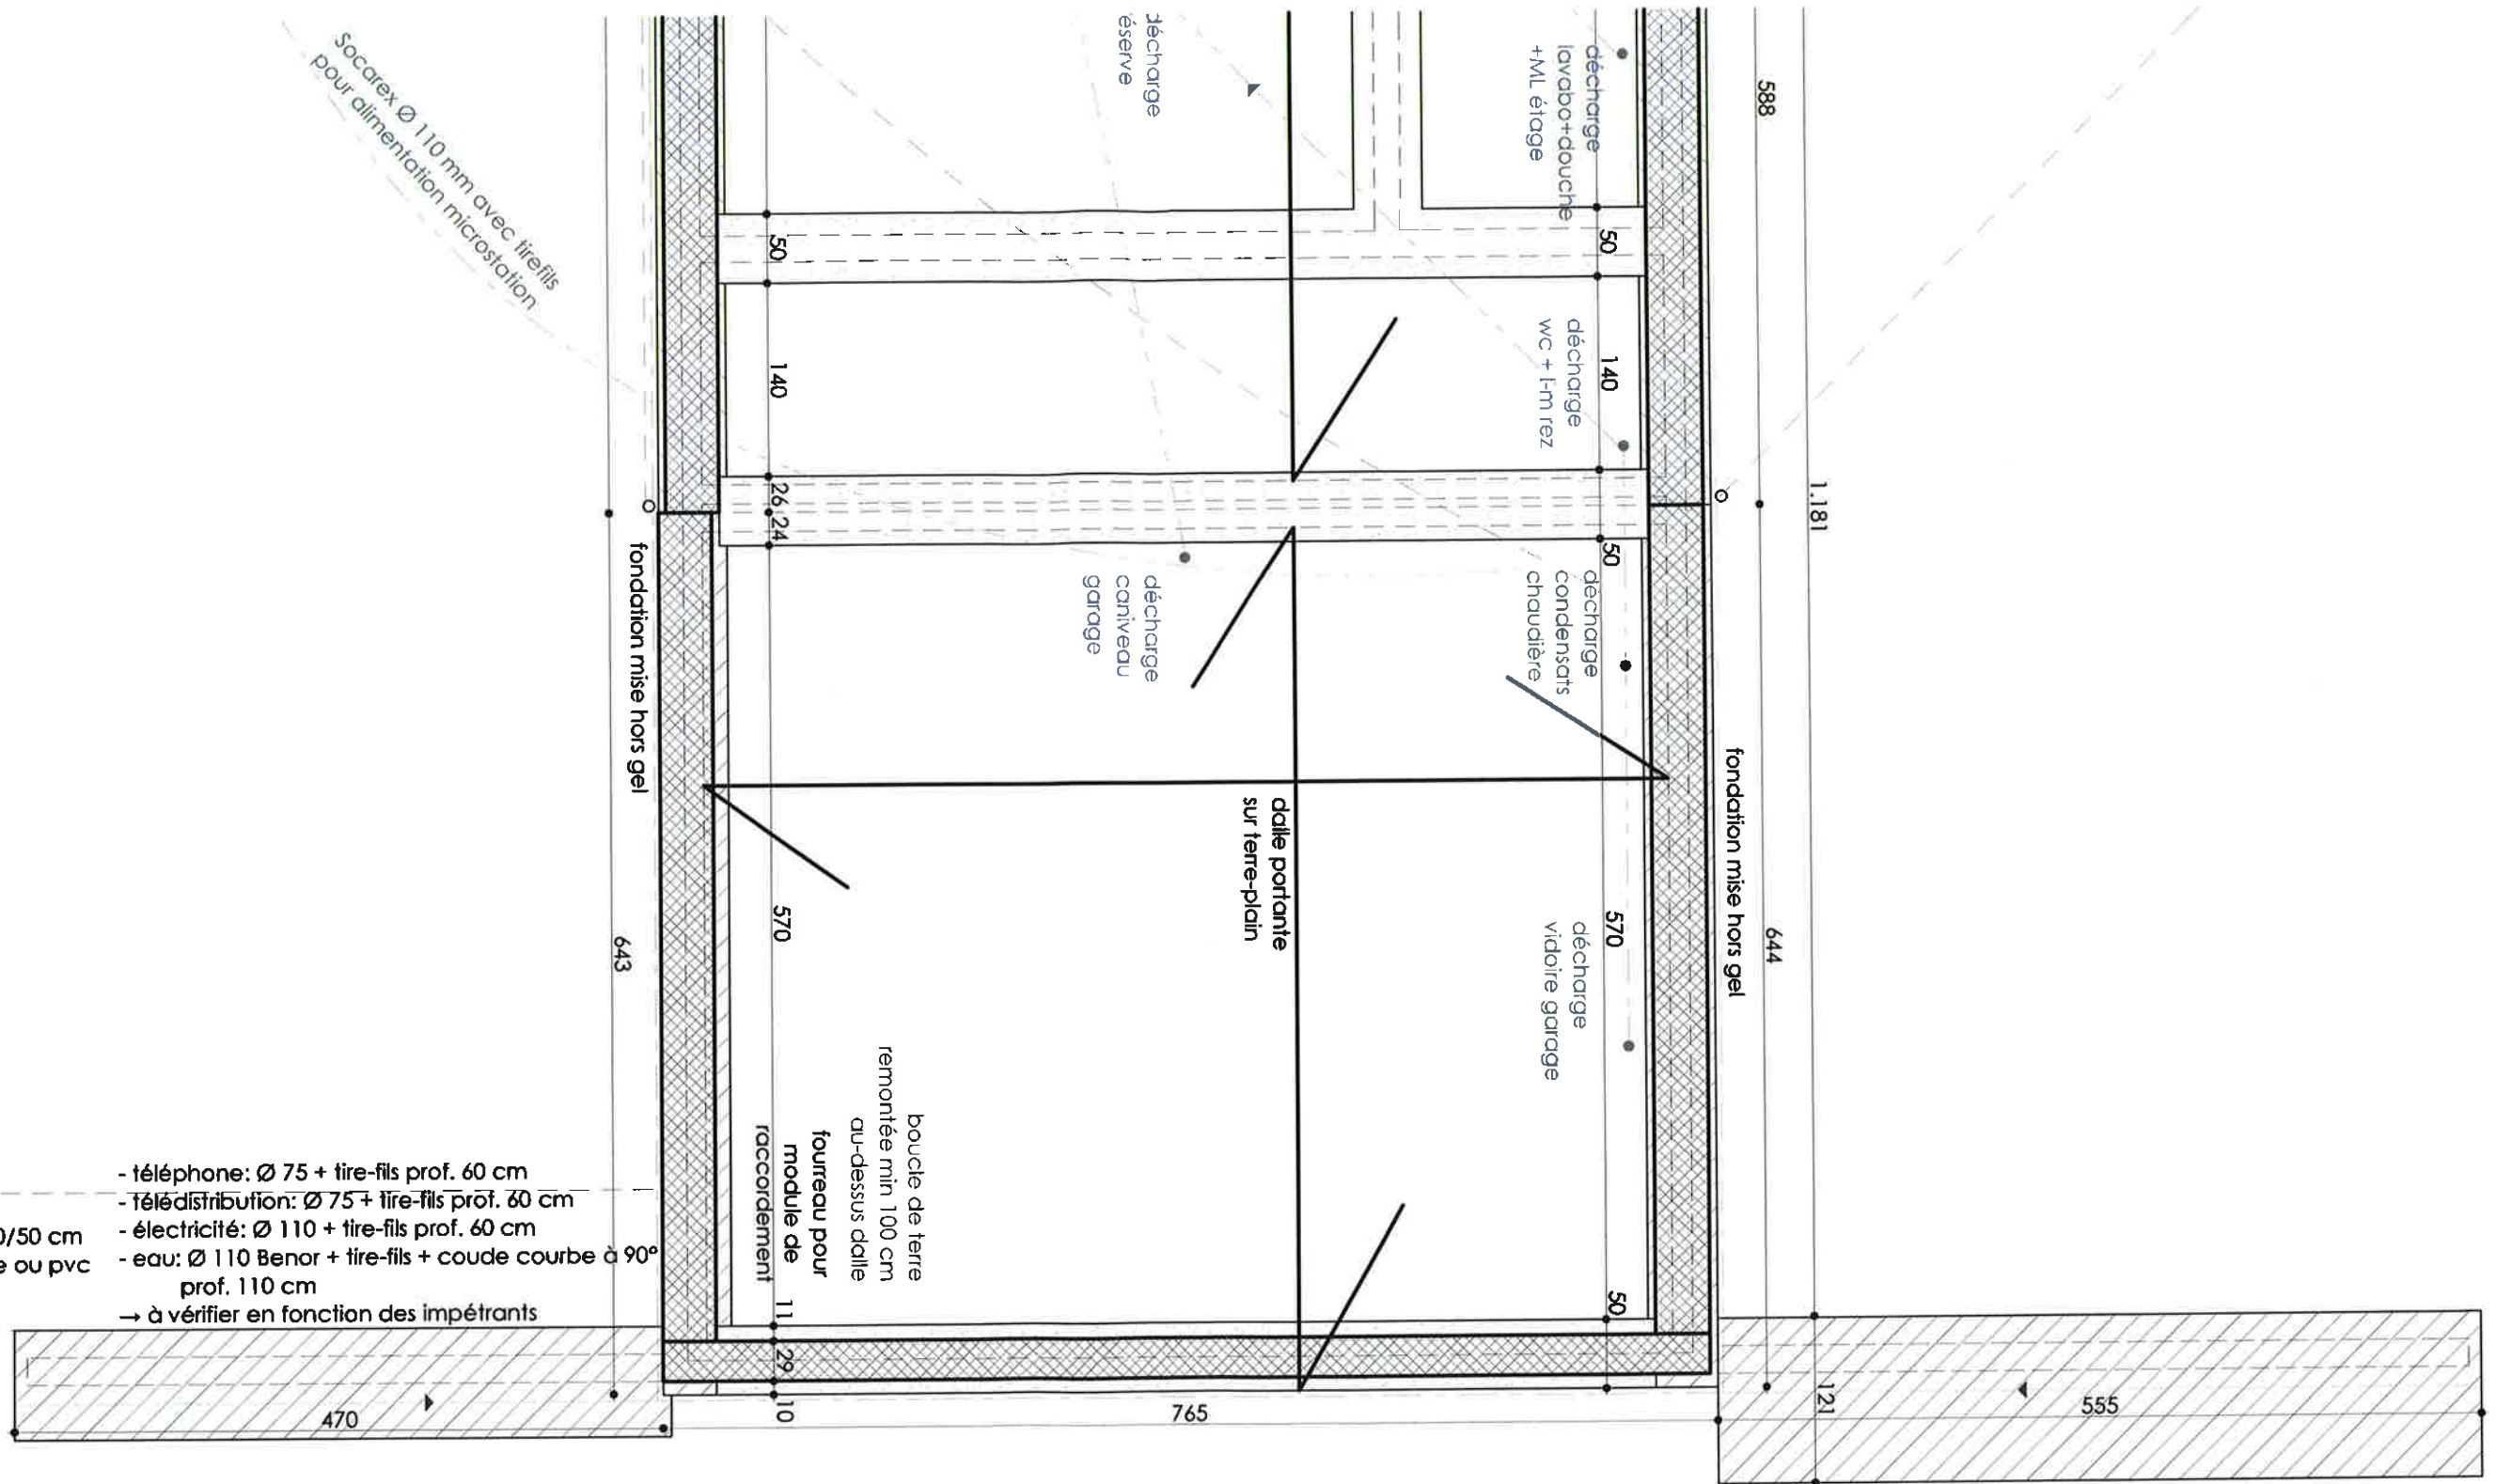 Socarex Ø 110 mm avec tirefils
pour alimentation microstation
décharge
éserve
décharge
lavabo+douche
+ML étage
588
50
50
140
140
décharge
wc + l-m rez
1.181
26
24
50
fondation mise hors gel
décharge
caniveau
garage
décharge
condensats
chaudière
fondation mise hors gel
dalle portante
sur terre-plain
570
570
643
644
décharge
vidoire garage
boucle de terre
remontée min 100 cm
au-dessus dalle
fourreau pour
module de
raccordement
- téléphone: Ø 75 + tire-fils prof. 60 cm
- télédistribution: Ø 75 + tire-fils prof. 60 cm
0/50 cm
- électricité: Ø 110 + tire-fils prof. 60 cm
e ou pvc
- eau: Ø 110 Benor + tire-fils + coude courbe à 90°
prof. 110 cm
→ à vérifier en fonction des impétrants
11
50
29
10
121
470
765
555